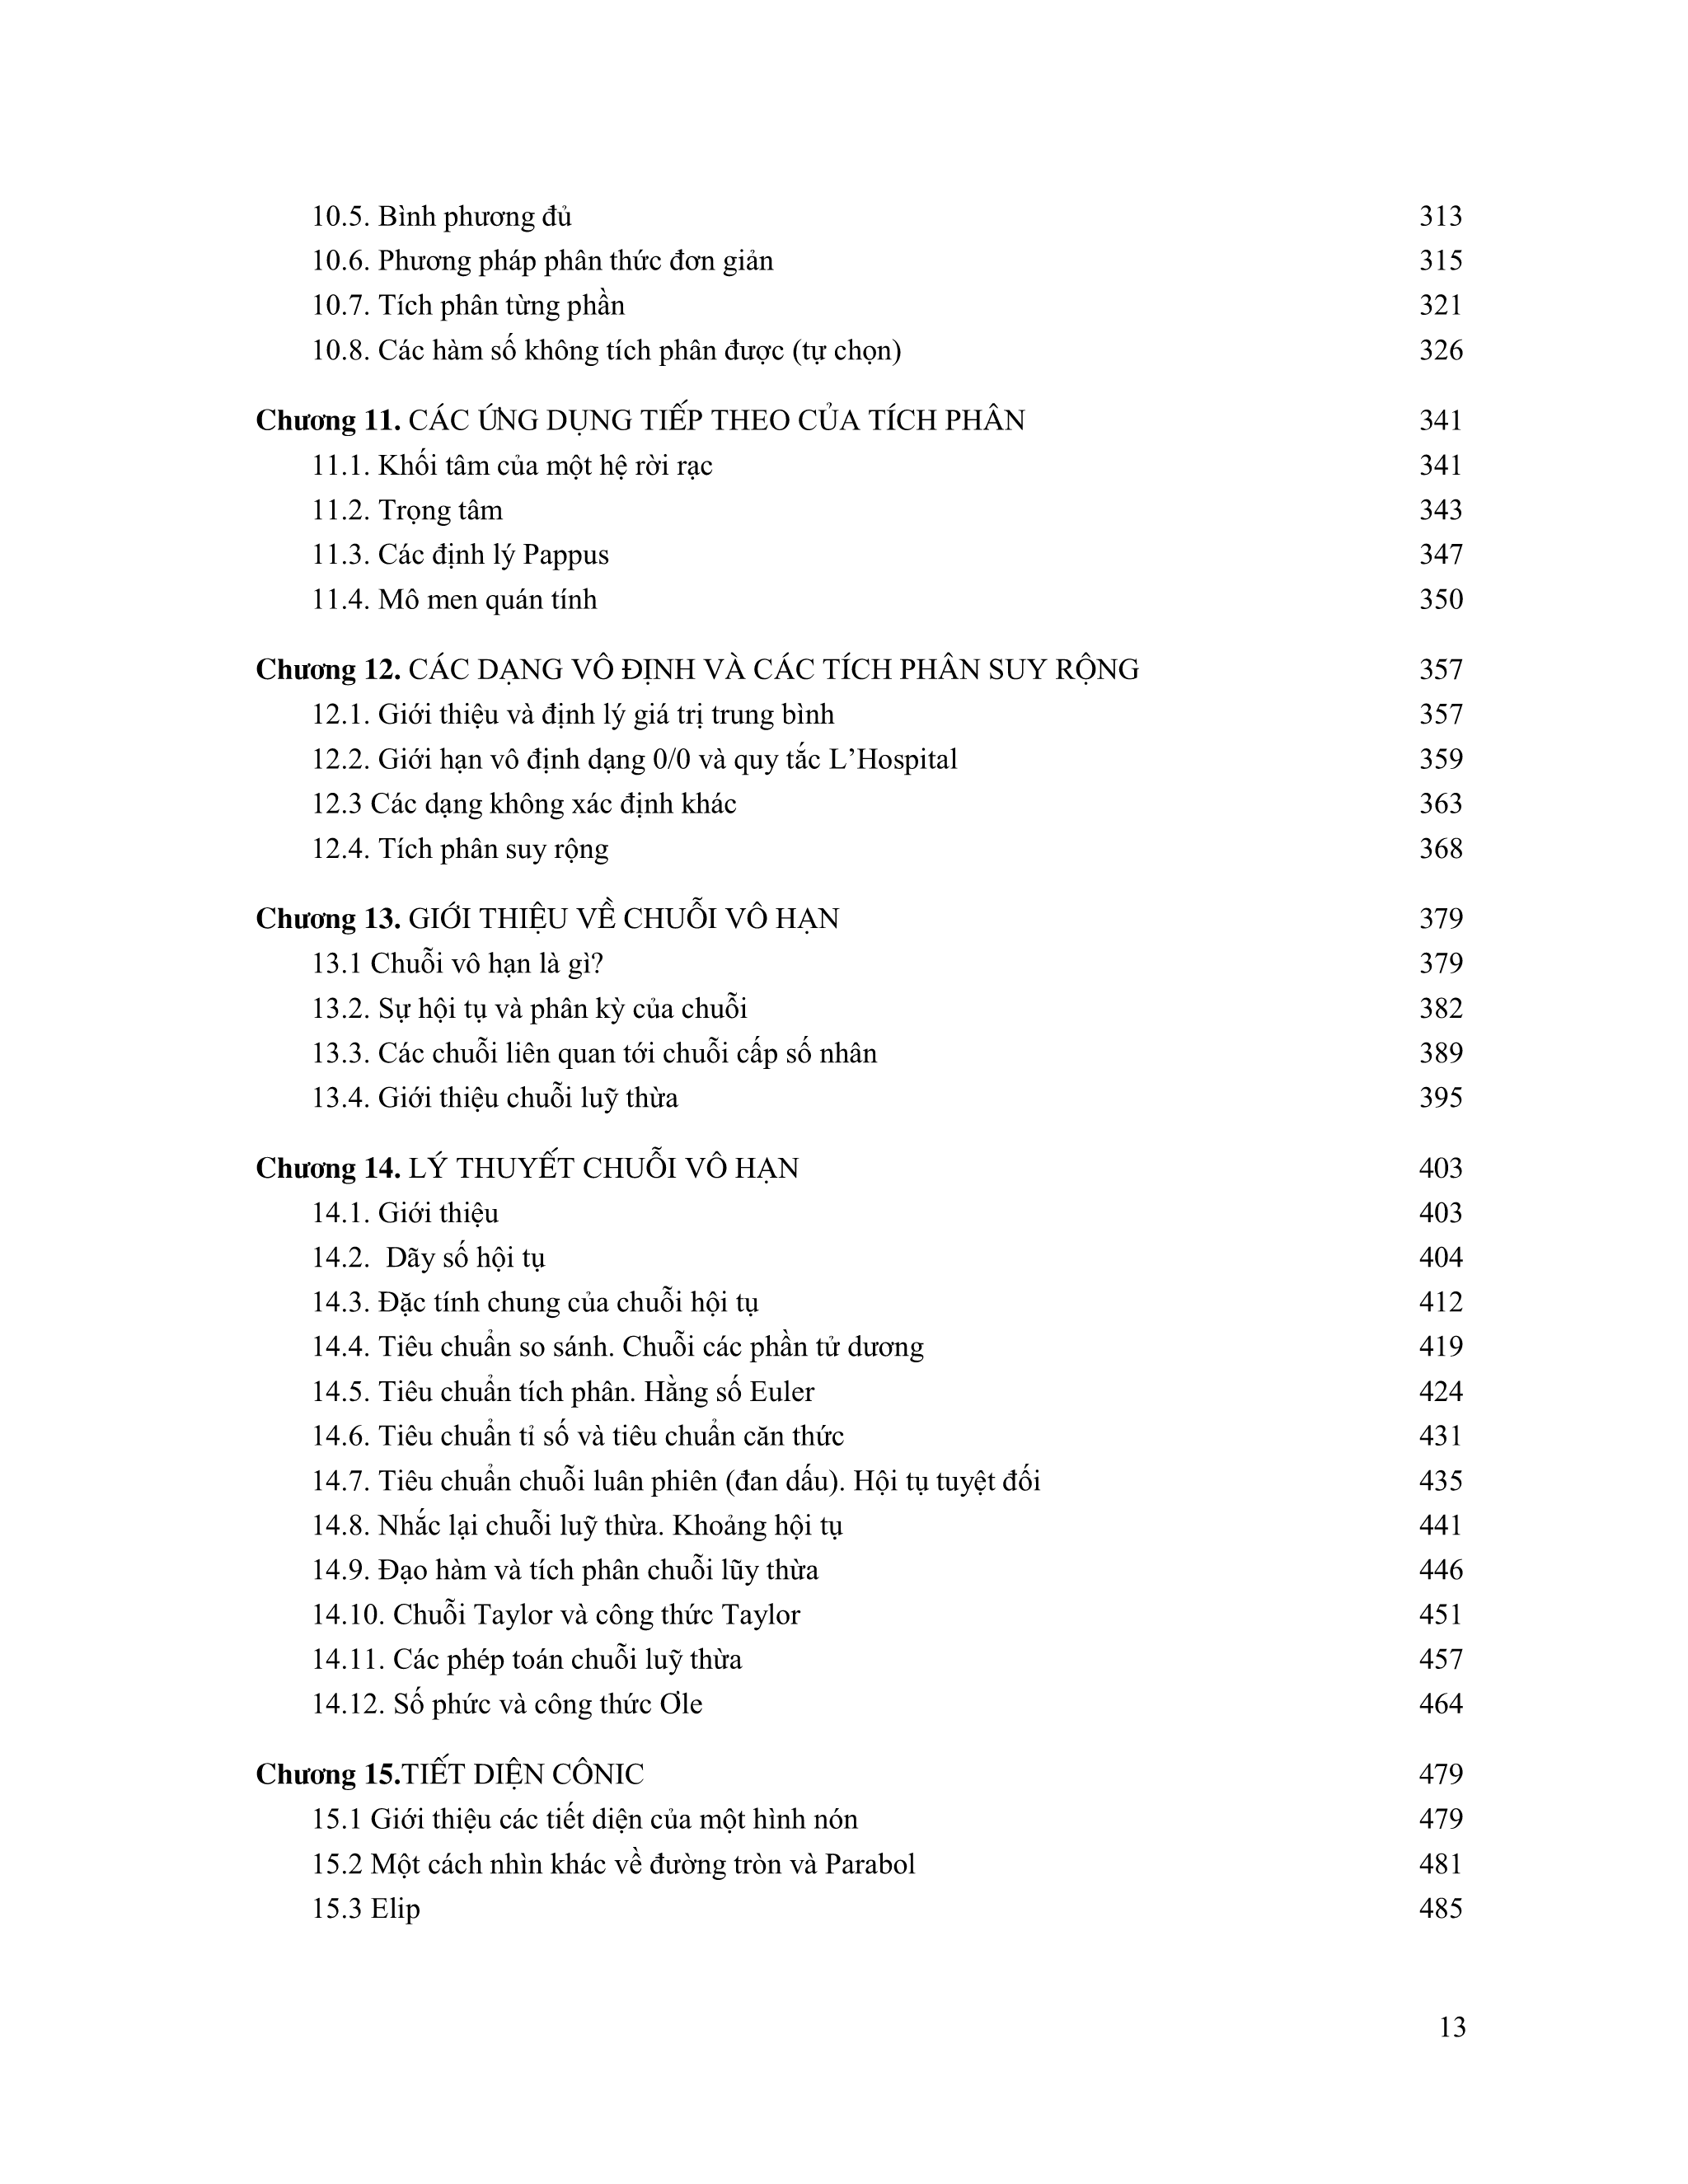 10.5. Bình phương đủ 313
10.6. Phương pháp phân thức đơn giản 315
10.7. Tích phân từng phần 321
10.8. Các hàm số không tích phân được (tự chọn) 326
Chương 11. CÁC ỨNG DỤNG TIẾP THEO CỦA TÍCH PHÂN 341
11.1. Khối tâm của một hệ rời rạc 341
11.2. Trọng tâm 343
11.3. Các định lý Pappus 347
11.4. Mô men quán tính 350
Chương 12. CÁC DẠNG VÔ ĐỊNH VÀ CÁC TÍCH PHÂN SUY RỘNG 357
12.1. Giới thiệu và định lý giá trị trung bình 357
12.2. Giới hạn vô định dạng 0/0 và quy tắc L’Hospital 359
12.3 Các dạng không xác định khác 363
12.4. Tích phân suy rộng 368
Chương 13. GIỚI THIỆU VỀ CHUỖI VÔ HẠN 379
13.1 Chuỗi vô hạn là gì? 379
13.2. Sự hội tụ và phân kỳ của chuỗi 382
13.3. Các chuỗi liên quan tới chuỗi cấp số nhân 389
13.4. Giới thiệu chuỗi luỹ thừa 395
Chương 14. LÝ THUYẾT CHUỖI VÔ HẠN 403
14.1. Giới thiệu 403
14.2.  Dãy số hội tụ 404
14.3. Đặc tính chung của chuỗi hội tụ 412
14.4. Tiêu chuẩn so sánh. Chuỗi các phần tử dương 419
14.5. Tiêu chuẩn tích phân. Hằng số Euler 424
14.6. Tiêu chuẩn tỉ số và tiêu chuẩn căn thức 431
14.7. Tiêu chuẩn chuỗi luân phiên (đan dấu). Hội tụ tuyệt đối 435
14.8. Nhắc lại chuỗi luỹ thừa. Khoảng hội tụ 441
14.9. Đạo hàm và tích phân chuỗi lũy thừa 446
14.10. Chuỗi Taylor và công thức Taylor 451
14.11. Các phép toán chuỗi luỹ thừa 457
14.12. Số phức và công thức Ơle 464
Chương 15.TIẾT DIỆN CÔNIC 479
15.1 Giới thiệu các tiết diện của một hình nón 479
15.2 Một cách nhìn khác về đường tròn và Parabol 481
15.3 Elip 485
13